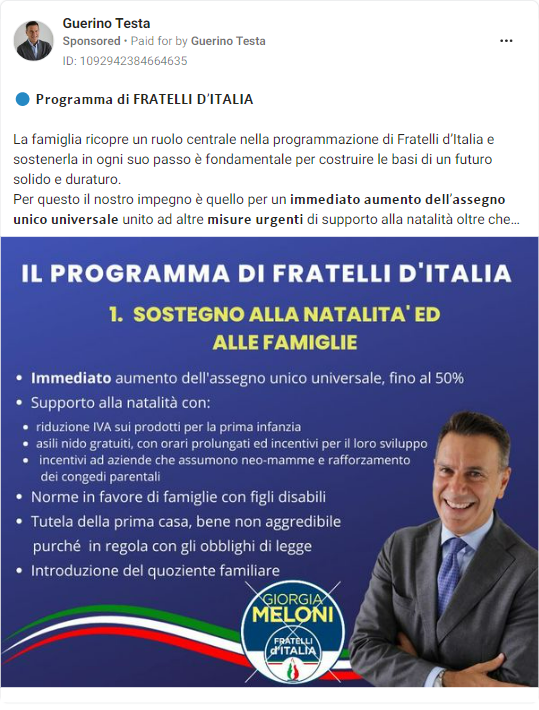 Guerino Testa
Sponsored • Paid for by Guerino Testa
ID: 1092942384664635
Programma di FRATELLI D’ITALIA
La famiglia ricopre un ruolo centrale nella programmazione di Fratelli d’Italia e
sostenerla in ogni suo passo è fondamentale per costruire le basi di un futuro
solido e duraturo.
Per questo il nostro impegno è quello per un immediato aumento dell’assegno
unico universale unito ad altre misure urgenti di supporto alla natalità oltre che...
IL PROGRAMMA DI FRATELLI D'ITALIA
1. SOSTEGNO ALLA NATALITA' ED
ALLE FAMIGLIE
• Immediato aumento dell'assegno unico universale, fino al 50%
• Supporto alla natalità con:
• riduzione IVA sui prodotti per la prima infanzia
• asili nido gratuiti, con orari prolungati ed incentivi per il loro sviluppo
• incentivi ad aziende che assumono neo-mamme e rafforzamento
dei congedi parentali
• Norme in favore di famiglie con figli disabili
• Tutela della prima casa, bene non aggredibile
purché in regola con gli obblighi di legge
• Introduzione del quoziente familiare
GIORGIA
MELONI
FRATELLI
d'ITALIA